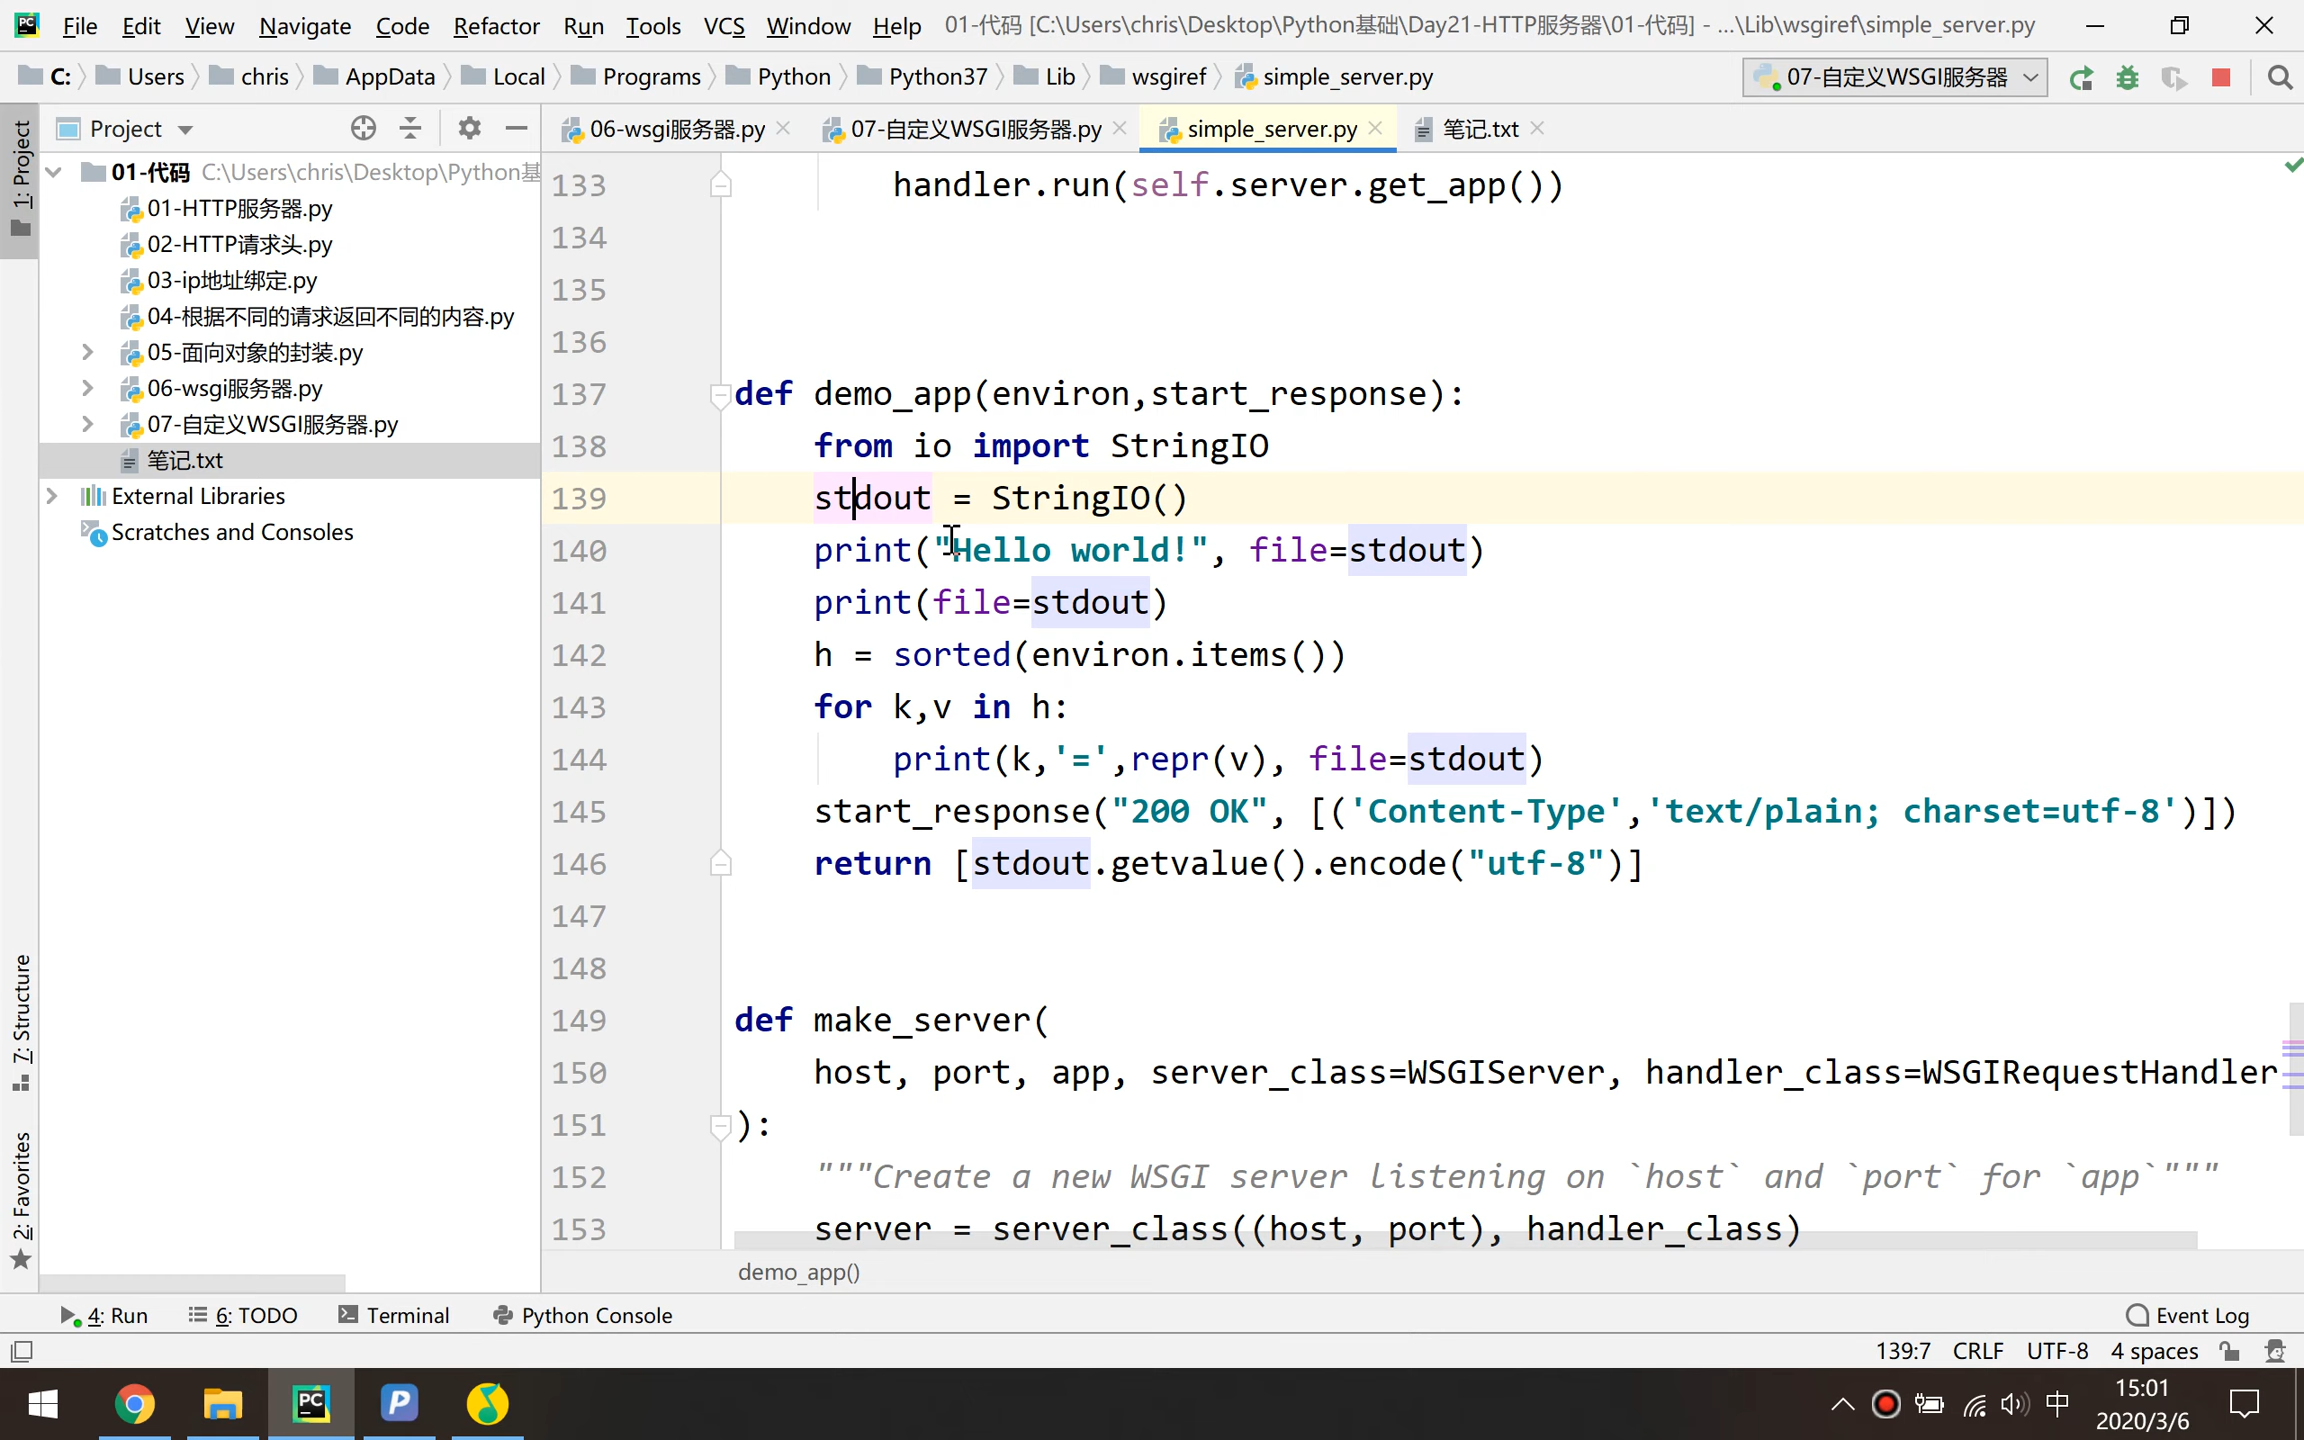 File Edit View Navigate Code Refactor Run Tools VCS Window Help 01-代码 [C:\Users\chris\Desktop\Python基础\Day21-HTTP服务器\01-代码] - ...\Lib\wsgiref\simple_server.py
C: Users chris AppData Local Programs Python Python37 Lib wsgiref simple_server.py 07-自定义WSGI服务器
Project 06-wsgi服务器.py 07-自定义WSGI服务器.py simple_server.py 笔记.txt
1: Project
7: Structure
2: Favorites
01-代码 C:\Users\chris\Desktop\Python基
01-HTTP服务器.py
02-HTTP请求头.py
03-ip地址绑定.py
04-根据不同的请求返回不同的内容.py
05-面向对象的封装.py
06-wsgi服务器.py
07-自定义WSGI服务器.py
笔记.txt
External Libraries
Scratches and Consoles
133 handler.run(self.server.get_app())
134
135
136
137 def demo_app(environ,start_response):
138 from io import StringIO
139 stdout = StringIO()
140 print("Hello world!", file=stdout)
141 print(file=stdout)
142 h = sorted(environ.items())
143 for k,v in h:
144 print(k,'=',repr(v), file=stdout)
145 start_response("200 OK", [('Content-Type','text/plain; charset=utf-8')])
146 return [stdout.getvalue().encode("utf-8")]
147
148
149 def make_server(
150 host, port, app, server_class=WSGIServer, handler_class=WSGIRequestHandler
151 ):
152 """Create a new WSGI server listening on `host` and `port` for `app`"""
153 server = server_class((host, port), handler_class)
demo_app()
4: Run 6: TODO Terminal Python Console Event Log
139:7 CRLF UTF-8 4 spaces
中 15:01
2020/3/6